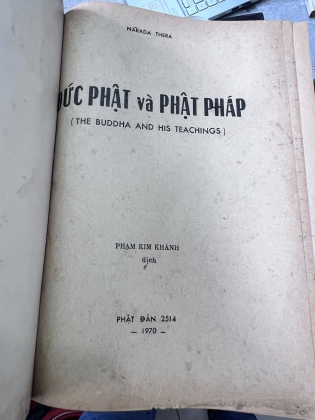 NARADA THERA
ĐỨC PHẬT và PHẬT PHÁP
( THE BUDDHA AND HIS TEACHINGS )
PHẠM KIM KHÁNH
dịch
PHẬT ĐẢN 2514
— 1970 —